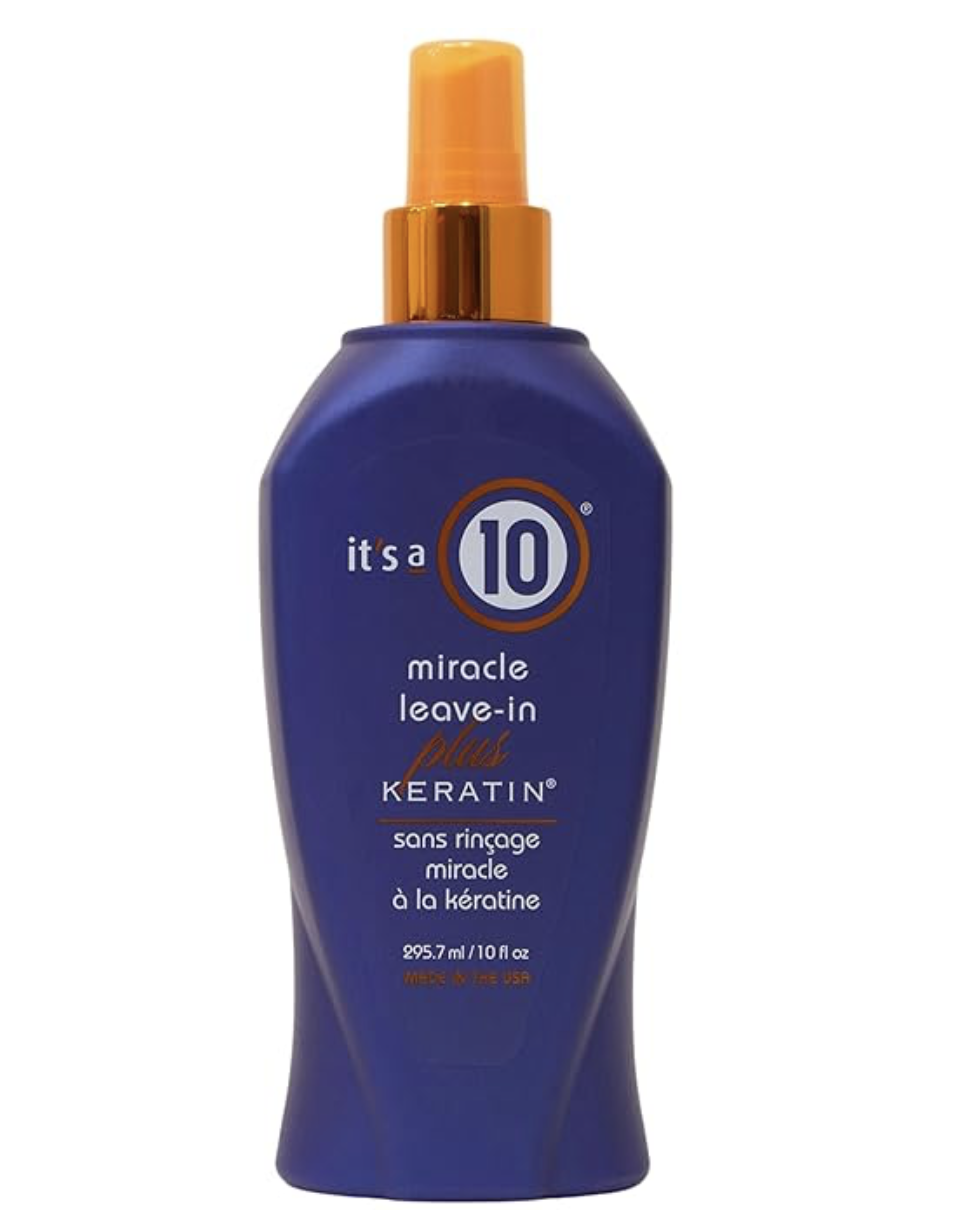 it's a 10®
miracle
leave-in
plus
KERATIN®
sans rinçage
miracle
à la kératine
295.7 ml / 10 fl oz
MADE IN THE USA